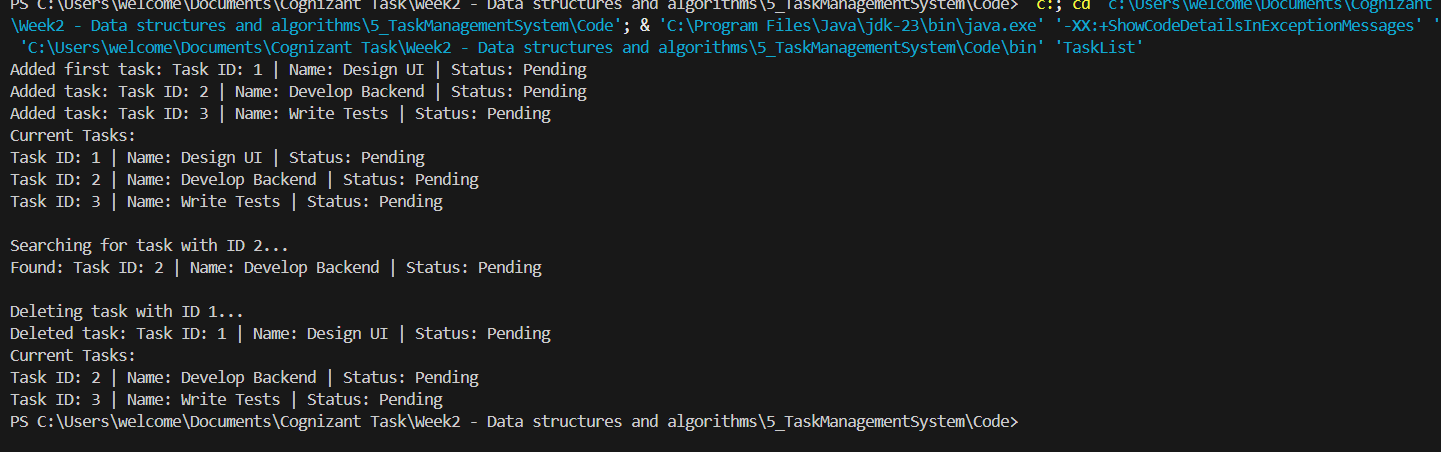 PS C:\Users\welcome\Documents\Cognizant Task\Week2 - Data structures and algorithms\5_TaskManagementSystem\Code>  c:; cd 'c:\Users\welcome\Documents\Cognizant Task
\Week2 - Data structures and algorithms\5_TaskManagementSystem\Code'; & 'C:\Program Files\Java\jdk-23\bin\java.exe' '-XX:+ShowCodeDetailsInExceptionMessages' '
 'C:\Users\welcome\Documents\Cognizant Task\Week2 - Data structures and algorithms\5_TaskManagementSystem\Code\bin' 'TaskList'
Added first task: Task ID: 1 | Name: Design UI | Status: Pending
Added task: Task ID: 2 | Name: Develop Backend | Status: Pending
Added task: Task ID: 3 | Name: Write Tests | Status: Pending
Current Tasks:
Task ID: 1 | Name: Design UI | Status: Pending
Task ID: 2 | Name: Develop Backend | Status: Pending
Task ID: 3 | Name: Write Tests | Status: Pending
Searching for task with ID 2...
Found: Task ID: 2 | Name: Develop Backend | Status: Pending
Deleting task with ID 1...
Deleted task: Task ID: 1 | Name: Design UI | Status: Pending
Current Tasks:
Task ID: 2 | Name: Develop Backend | Status: Pending
Task ID: 3 | Name: Write Tests | Status: Pending
PS C:\Users\welcome\Documents\Cognizant Task\Week2 - Data structures and algorithms\5_TaskManagementSystem\Code>